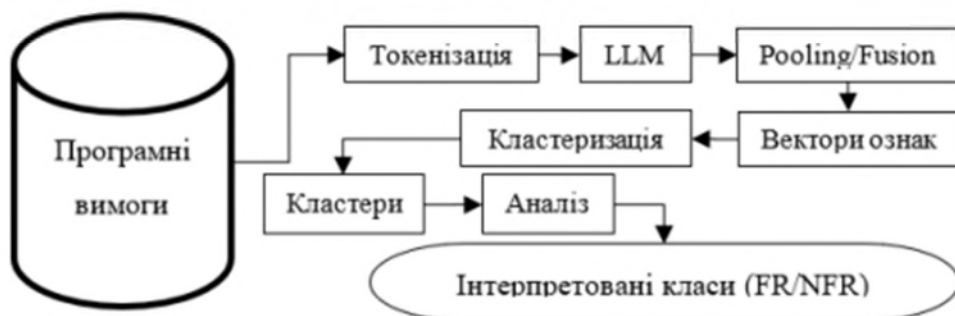 Програмні
вимоги
Токенізація
LLM
Pooling/Fusion
Вектори ознак
Кластеризація
Кластери
Аналіз
Інтерпретовані класи (FR/NFR)